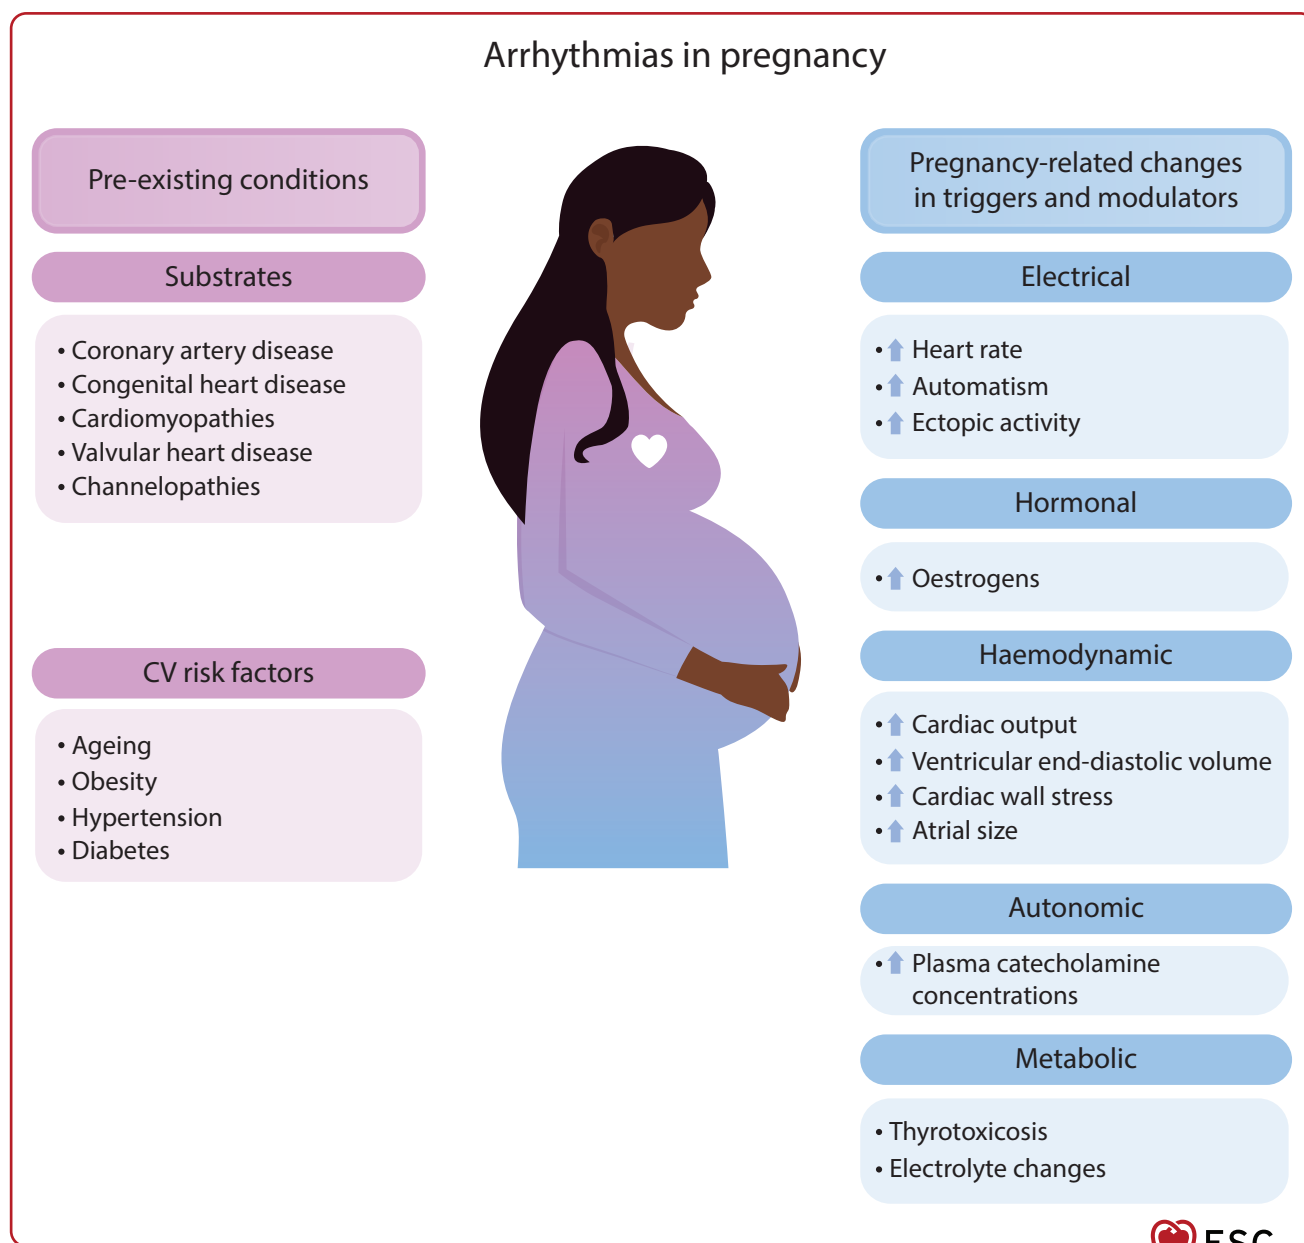 Arrhythmias in pregnancy
Pre-existing conditions
Substrates
• Coronary artery disease
• Congenital heart disease
• Cardiomyopathies
• Valvular heart disease
• Channelopathies
CV risk factors
• Ageing
• Obesity
• Hypertension
• Diabetes
Pregnancy-related changes
in triggers and modulators
Electrical
• ⬆ Heart rate
• ⬆ Automatism
• ⬆ Ectopic activity
Hormonal
• ⬆ Oestrogens
Haemodynamic
• ⬆ Cardiac output
• ⬆ Ventricular end-diastolic volume
• ⬆ Cardiac wall stress
• ⬆ Atrial size
Autonomic
• ⬆ Plasma catecholamine
concentrations
Metabolic
• Thyrotoxicosis
• Electrolyte changes
ESC